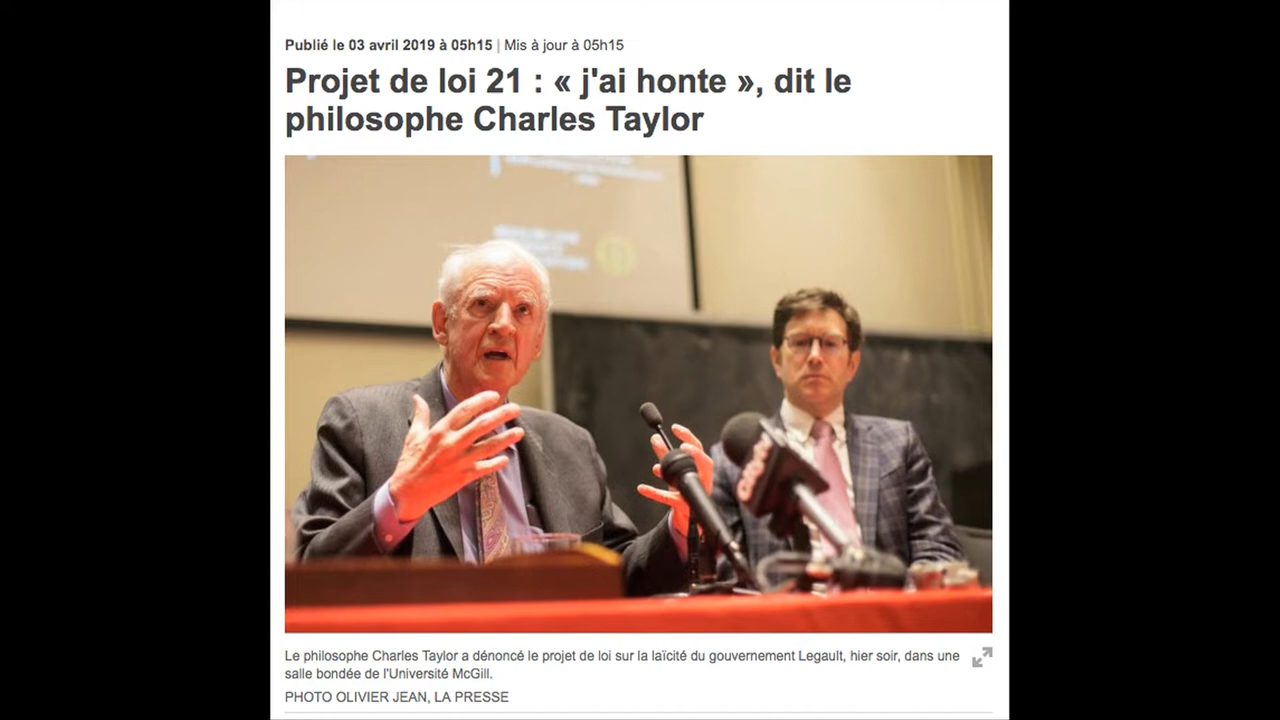 Publié le 03 avril 2019 à 05h15 | Mis à jour à 05h15
Projet de loi 21 : « j'ai honte », dit le
philosophe Charles Taylor
Le philosophe Charles Taylor a dénoncé le projet de loi sur la laïcité du gouvernement Legault, hier soir, dans une
salle bondée de l'Université McGill.
PHOTO OLIVIER JEAN, LA PRESSE